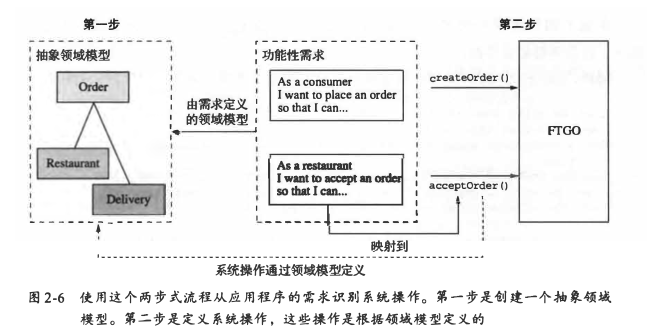 第一步
第二步
抽象领域模型
Order
Restaurant
Delivery
由需求定义
的领域模型
功能性需求
As a consumer
I want to place an order
so that I can...
As a restaurant
I want to accept an order
so that I can...
createOrder()
acceptOrder()
FTGO
映射到
系统操作通过领域模型定义
图2-6 使用这个两步式流程从应用程序的需求识别系统操作。第一步是创建一个抽象领域
模型。第二步是定义系统操作，这些操作是根据领域模型定义的